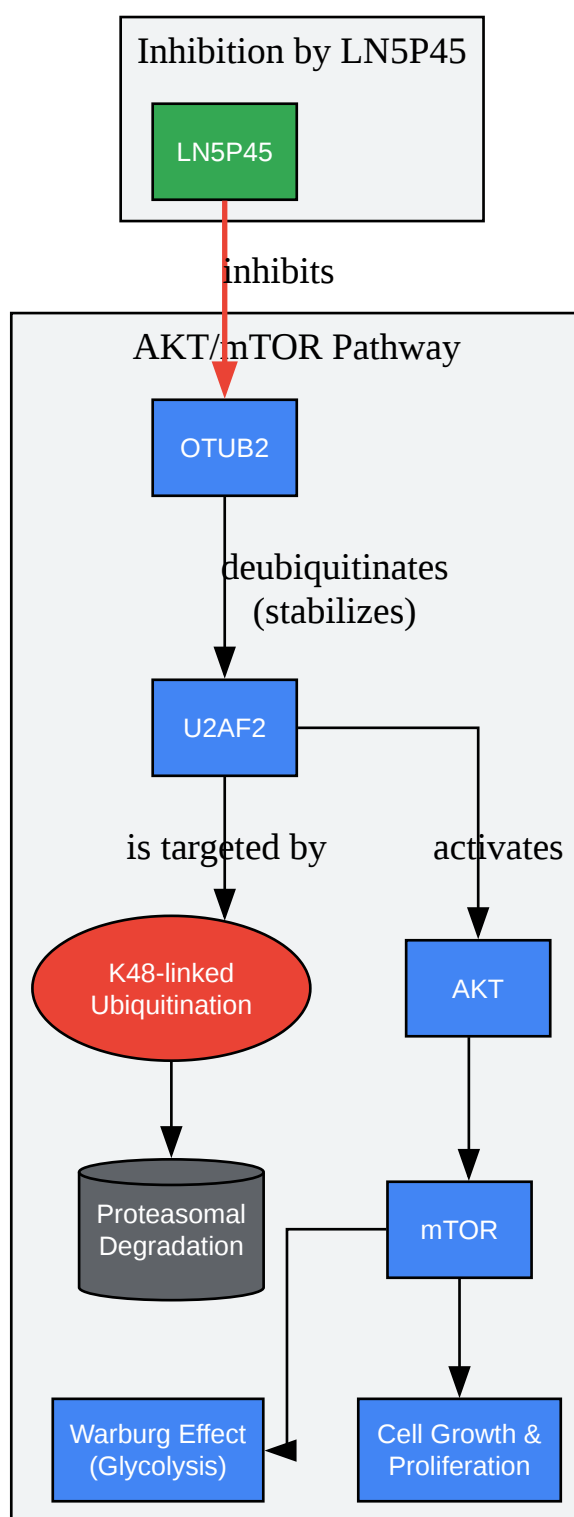 Inhibition by LN5P45
LN5P45
inhibits
AKT/mTOR Pathway
OTUB2
deubiquitinates
(stabilizes)
U2AF2
is targeted by
activates
K48-linked
Ubiquitination
AKT
Proteasomal
Degradation
mTOR
Warburg Effect
(Glycolysis)
Cell Growth &
Proliferation